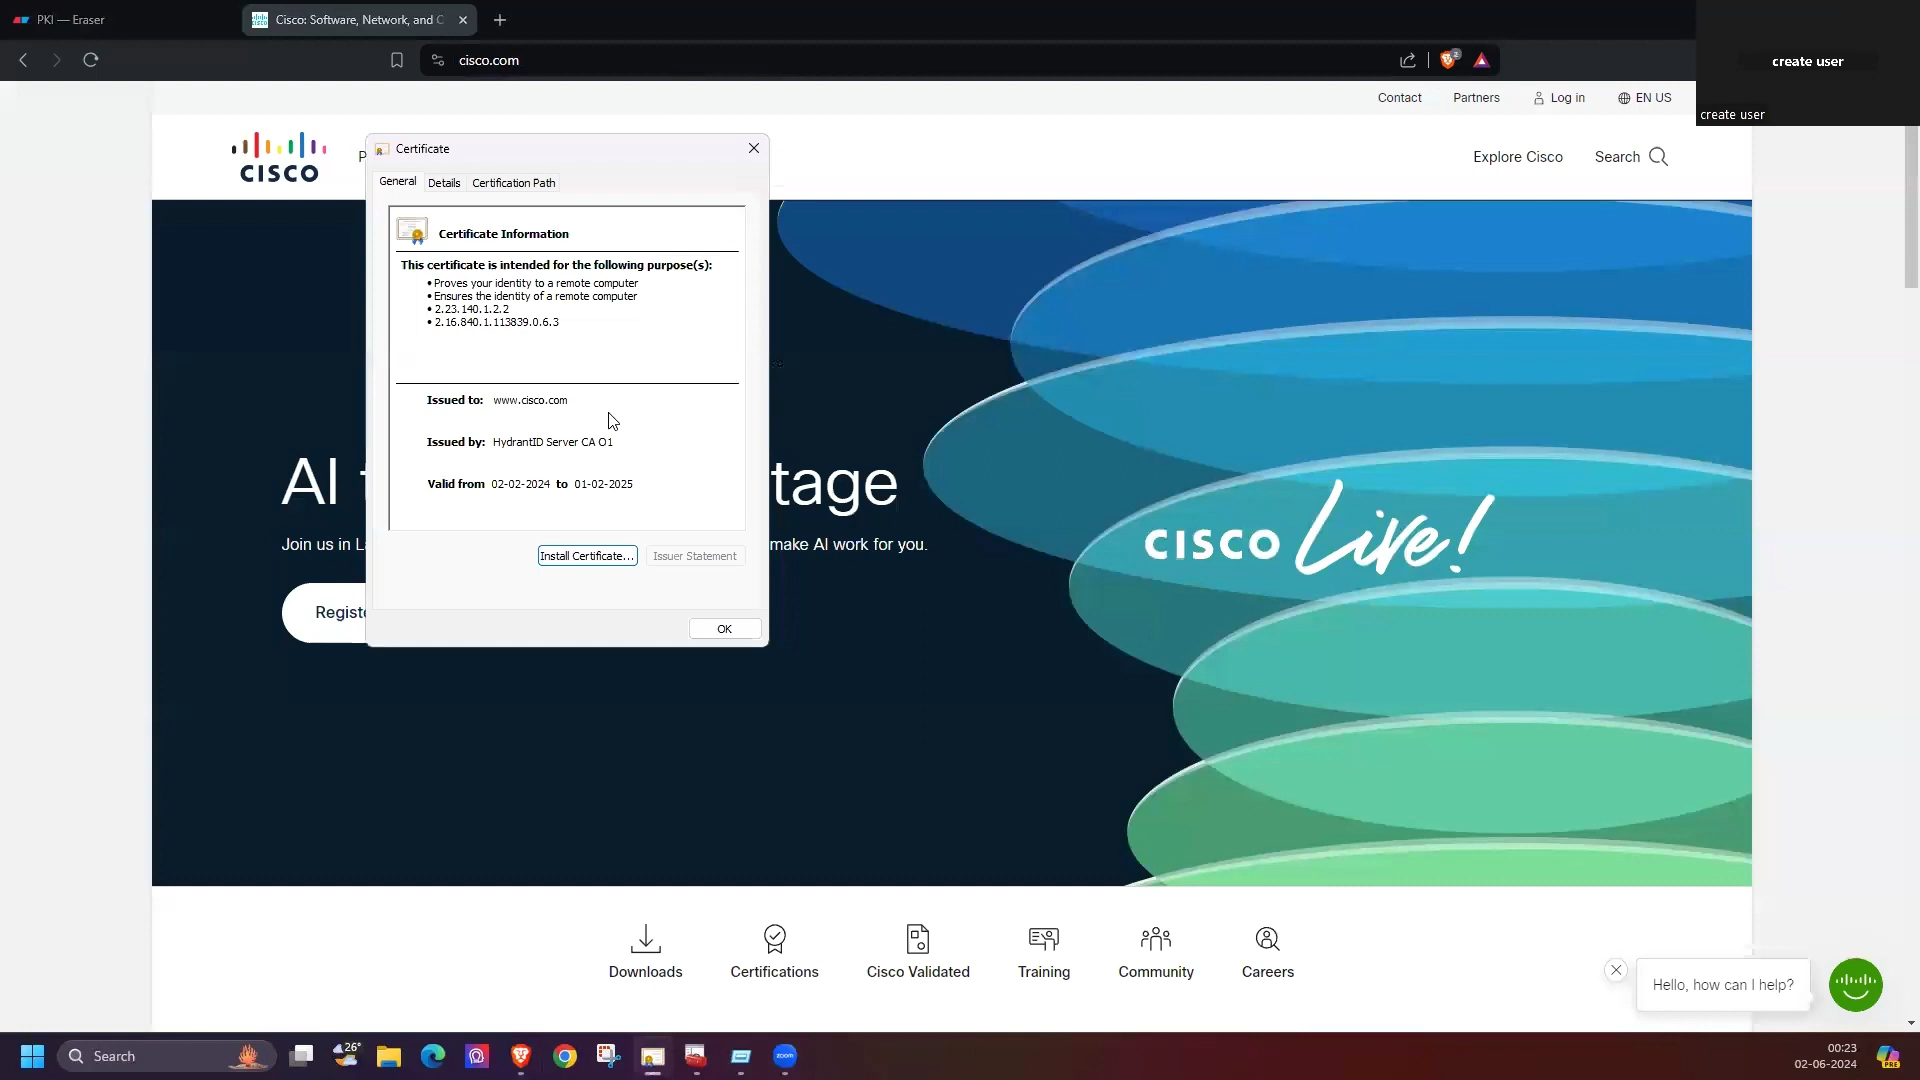 PKI — Eraser
Cisco: Software, Network, and C
cisco.com
2
create user
create user
Contact
Partners
Log in
EN US
CISCO
P
Explore Cisco
Search
Certificate
General
Details
Certification Path
Certificate Information
This certificate is intended for the following purpose(s):
• Proves your identity to a remote computer
• Ensures the identity of a remote computer
• 2.23.140.1.2.2
• 2.16.840.1.113839.0.6.3
Issued to: www.cisco.com
Issued by: HydrantID Server CA O1
Valid from 02-02-2024 to 01-02-2025
Install Certificate...
Issuer Statement
OK
AI t
tage
Join us in La
make AI work for you.
Registe
CISCO Live!
Downloads
Certifications
Cisco Validated
Training
Community
Careers
Hello, how can I help?
Search
26°
zoom
00:23
02-06-2024
PRE